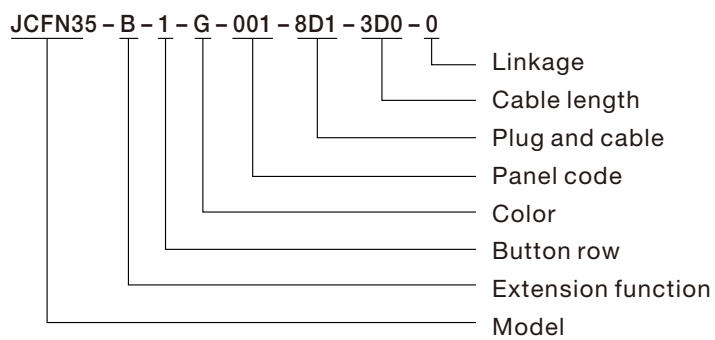 JCFN35 – B – 1 – G – 001 – 8D1 – 3D0 – 0
Linkage
Cable length
Plug and cable
Panel code
Color
Button row
Extension function
Model